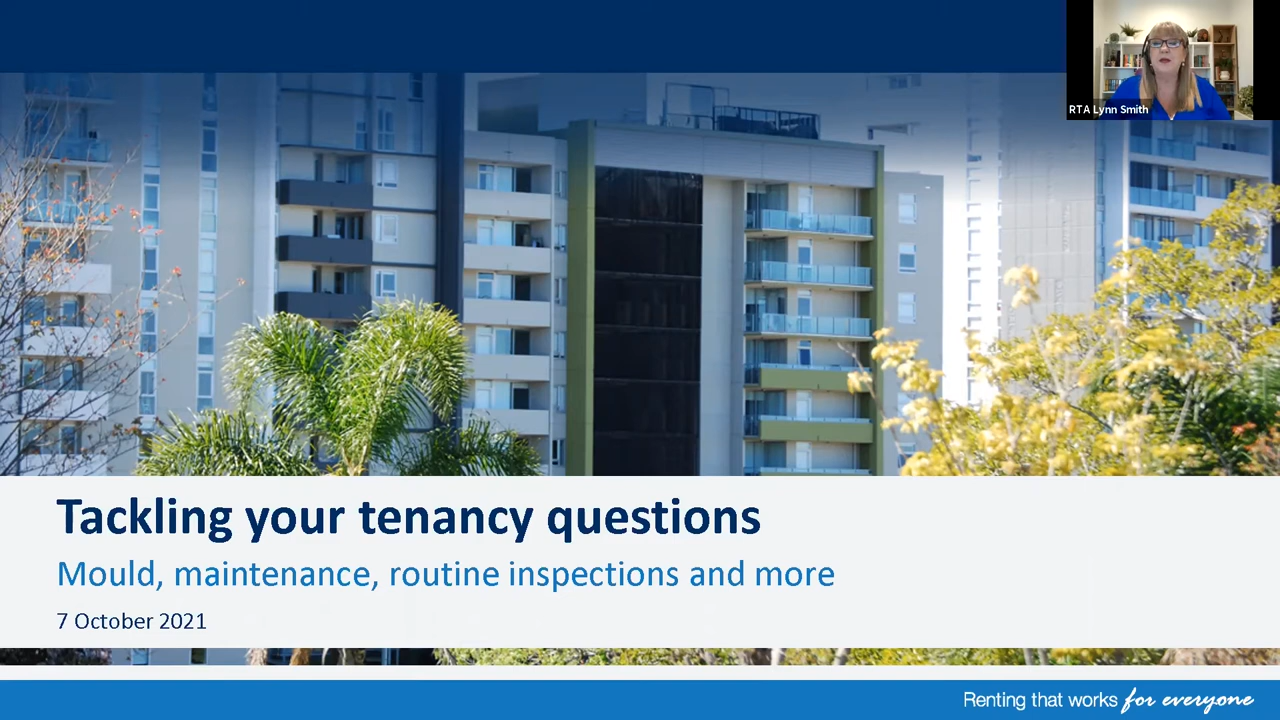 RTA Lynn Smith
Tackling your tenancy questions
Mould, maintenance, routine inspections and more
7 October 2021
Renting that works for everyone